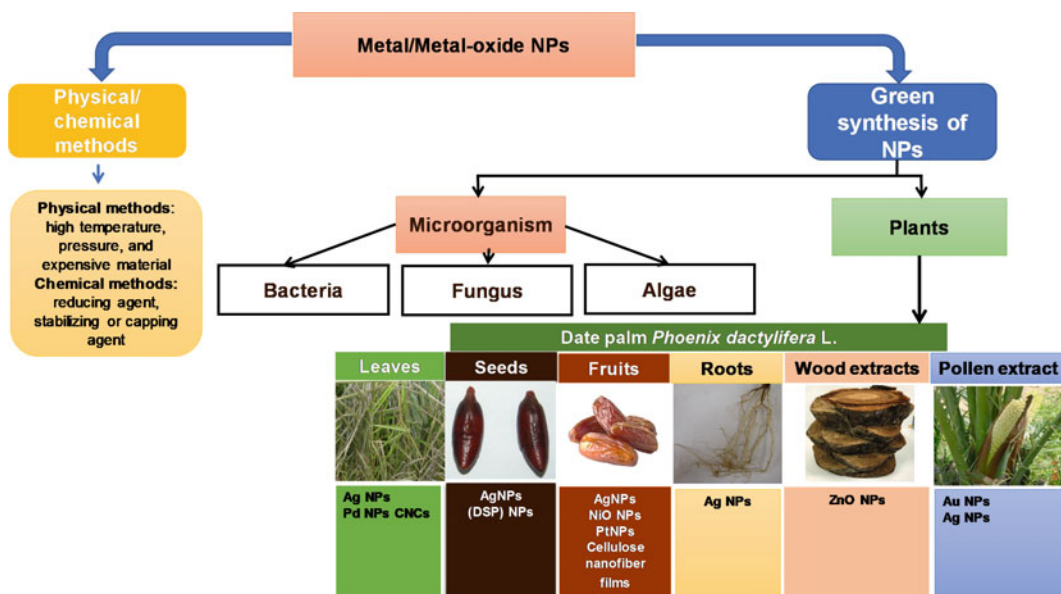 Metal/Metal-oxide NPs
Physical/
chemical
methods
Green
synthesis of
NPs
Physical methods:
high temperature,
pressure, and
expensive material
Chemical methods:
reducing agent,
stabilizing or capping
agent
Microorganism
Plants
Bacteria
Fungus
Algae
Date palm Phoenix dactylifera L.
Leaves
Seeds
Fruits
Roots
Wood extracts
Pollen extract
Ag NPs
Pd NPs CNCs
AgNPs
(DSP) NPs
AgNPs
NiO NPs
PtNPs
Cellulose
nanofiber
films
Ag NPs
ZnO NPs
Au NPs
Ag NPs